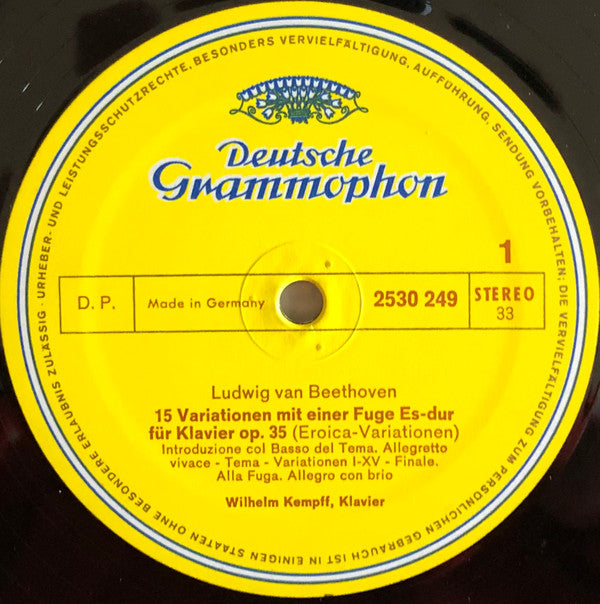 URHEBER- UND LEISTUNGSSCHUTZRECHTE, BESONDERS VERVIELFÄLTIGUNG, AUFFÜHRUNG, SENDUNG VORBEHALTEN; DIE VERVIELFÄLTIGUNG ZUM PERSÖNLICHEN GEBRAUCH IST IN EINIGEN STAATEN OHNE BESONDERE ERLAUBNIS ZULÄSSIG ·
Deutsche
Grammophon
1
D. P.
Made in Germany
2530 249
STEREO
33
Ludwig van Beethoven
15 Variationen mit einer Fuge Es-dur
für Klavier op. 35 (Eroica-Variationen)
Introduzione col Basso del Tema. Allegretto
vivace - Tema - Variationen I-XV - Finale.
Alla Fuga. Allegro con brio
Wilhelm Kempff, Klavier